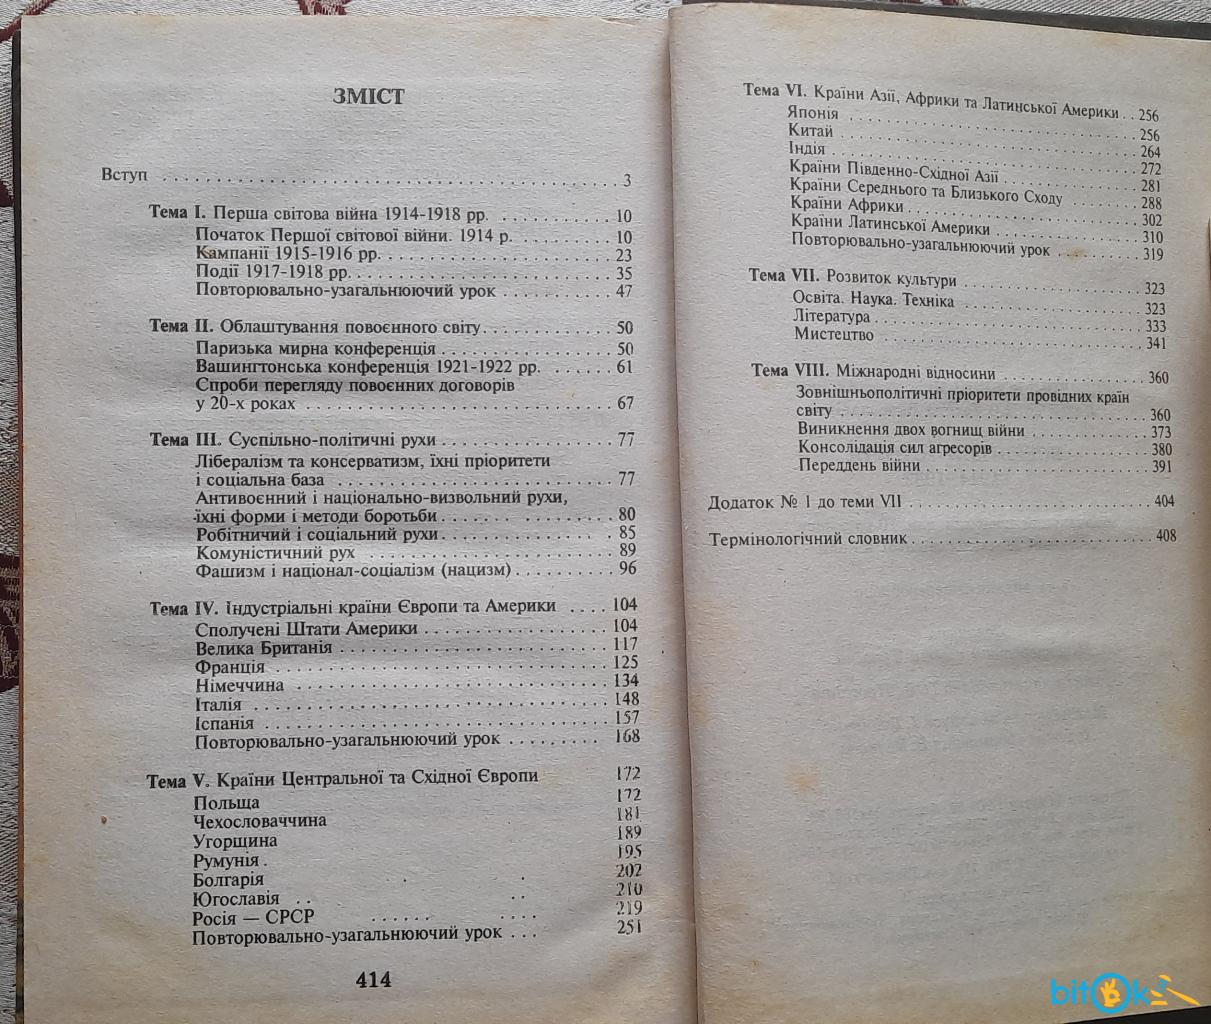 ЗМІСТ
Вступ . . . . . . . . . . . . . . . . . . . . . . . . . . . . . . . 3
Тема I. Перша світова війна 1914-1918 рр. . . . . . . . . . 10
Початок Першої світової війни. 1914 р. . . . . . . . . 10
Кампанії 1915-1916 рр. . . . . . . . . . . . . . . . . . 23
Події 1917-1918 рр. . . . . . . . . . . . . . . . . . . . 35
Повторювально-узагальнюючий урок . . . . . . . . . 47
Тема II. Облаштування повоєнного світу. . . . . . . . . . . 50
Паризька мирна конференція . . . . . . . . . . . . . . 50
Вашингтонська конференція 1921-1922 рр. . . . . . . 61
Спроби перегляду повоєнних договорів
у 20-х роках . . . . . . . . . . . . . . . . . . . . . . . 67
Тема III. Суспільно-політичні рухи . . . . . . . . . . . . . . 77
Лібералізм та консерватизм, їхні пріоритети
і соціальна база . . . . . . . . . . . . . . . . . . . . . 77
Антивоєнний і національно-визвольний рухи,
їхні форми і методи боротьби . . . . . . . . . . . . . . 80
Робітничий і соціальний рухи . . . . . . . . . . . . . . 85
Комуністичний рух . . . . . . . . . . . . . . . . . . . 89
Фашизм і націонал-соціалізм (нацизм) . . . . . . . . 96
Тема IV. Індустріальні країни Європи та Америки . . . . 104
Сполучені Штати Америки . . . . . . . . . . . . . . . 104
Велика Британія . . . . . . . . . . . . . . . . . . . . . 117
Франція . . . . . . . . . . . . . . . . . . . . . . . . . 125
Німеччина . . . . . . . . . . . . . . . . . . . . . . . . 134
Італія . . . . . . . . . . . . . . . . . . . . . . . . . . . 148
Іспанія . . . . . . . . . . . . . . . . . . . . . . . . . . 157
Повторювально-узагальнюючий урок . . . . . . . . 168
Тема V. Країни Центральної та Східної Європи 172
Польща 172
Чехословаччина 181
Угорщина 189
Румунія . 195
Болгарія . . 202
Югославія . . . . 210
Росія — СРСР . . . . . . . . . . 219
Повторювально-узагальнюючий урок . . . 251
414
Тема VI. Країни Азії, Африки та Латинської Америки . . 256
Японія . . . . . . . . . . . . . . . . . . . . . . . . . . 256
Китай . . . . . . . . . . . . . . . . . . . . . . . . . . 264
Індія . . . . . . . . . . . . . . . . . . . . . . . . . . . 272
Країни Південно-Східної Азії . . . . . . . . . . . . . 281
Країни Середнього та Близького Сходу . . . . . . . . 288
Країни Африки . . . . . . . . . . . . . . . . . . . . . 302
Країни Латинської Америки . . . . . . . . . . . . . . 310
Повторювально-узагальнюючий урок . . . . . . . . 319
Тема VII. Розвиток культури . . . . . . . . . . . . . . . . . 323
Освіта. Наука. Техніка . . . . . . . . . . . . . . . . . 323
Література . . . . . . . . . . . . . . . . . . . . . . . . 333
Мистецтво . . . . . . . . . . . . . . . . . . . . . . . . 341
Тема VIII. Міжнародні відносини . . . . . . . . . . . . . . 360
Зовнішньополітичні пріоритети провідних країн
світу . . . . . . . . . . . . . . . . . . . . . . . . . . . 360
Виникнення двох вогнищ війни . . . . . . . . . . . . 373
Консолідація сил агресорів . . . . . . . . . . . . . . . 380
Переддень війни . . . . . . . . . . . . . . . . . . . . . 391
Додаток № 1 до теми VII . . . . . . . . . . . . . . . . . . . . 404
Термінологічний словник . . . . . . . . . . . . . . . . . . . . 408
bitOk